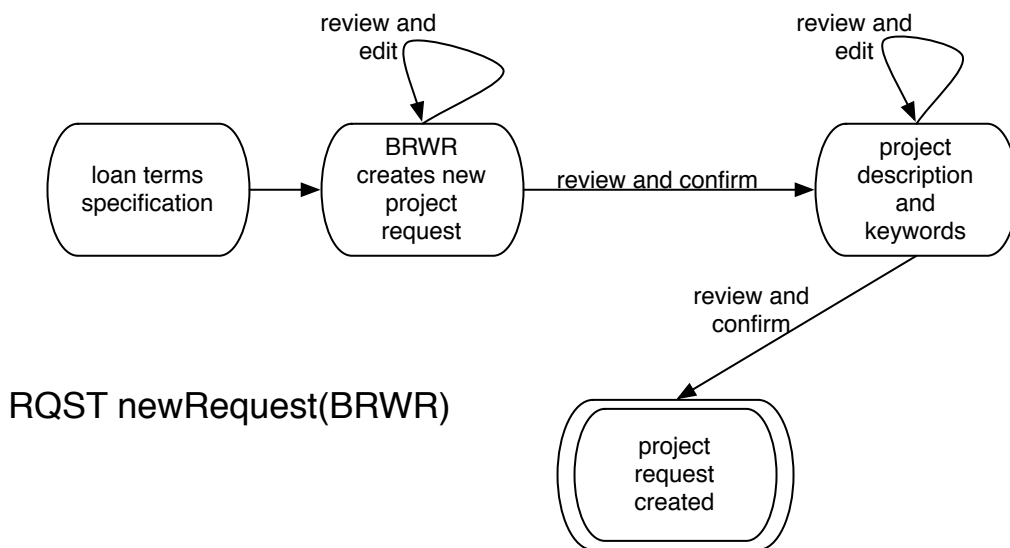 review and
edit
review and
edit
loan terms
specification
BRWR
creates new
project
request
review and confirm
project
description
and
keywords
review and
confirm
RQST newRequest(BRWR)
project
request
created